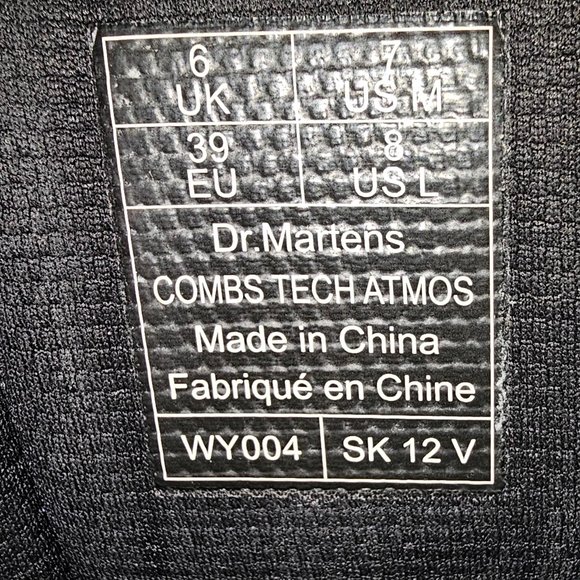 6 UK
7 US M
39 EU
8 US L
Dr.Martens
COMBS TECH ATMOS
Made in China
Fabriqué en Chine
WY004 SK 12 V